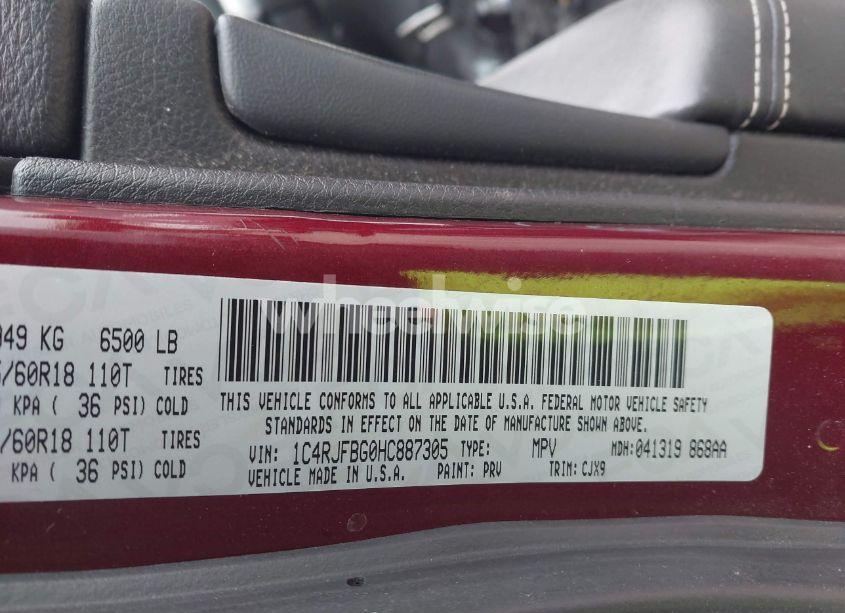 949 KG 6500 LB
/60R18 110T TIRES
KPA ( 36 PSI) COLD
/60R18 110T TIRES
KPA ( 36 PSI) COLD
THIS VEHICLE CONFORMS TO ALL APPLICABLE U.S.A. FEDERAL MOTOR VEHICLE SAFETY
STANDARDS IN EFFECT ON THE DATE OF MANUFACTURE SHOWN ABOVE.
VIN: 1C4RJFBG0HC887305 TYPE: MPV MDH:041319 868AA
VEHICLE MADE IN U.S.A. PAINT: PRV TRIM: CJX9
wheelwise